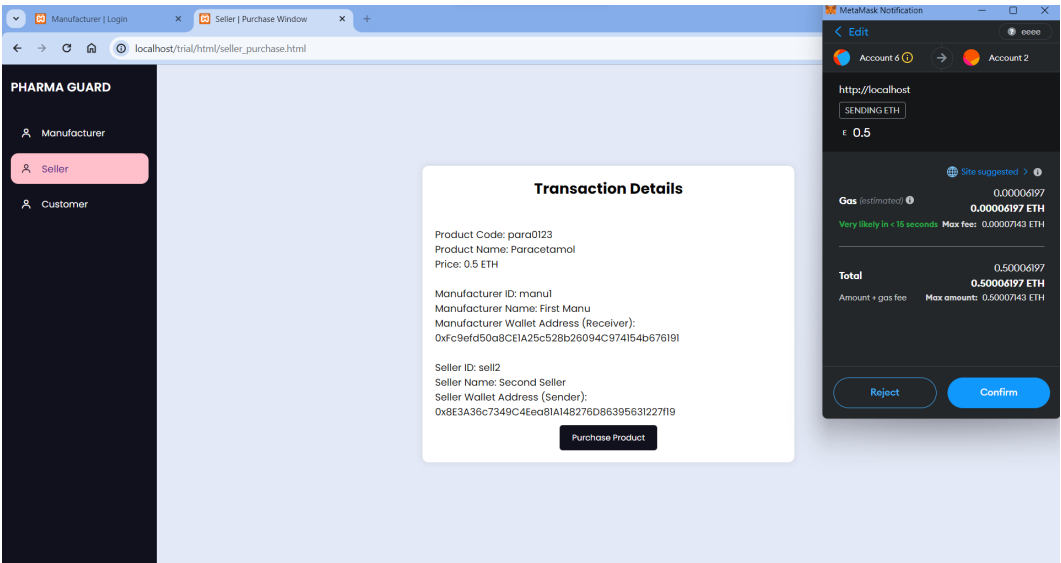 Manufacturer | Login
Seller | Purchase Window
localhost/trial/html/seller_purchase.html
PHARMA GUARD
Manufacturer
Seller
Customer
Transaction Details
Product Code: para0123
Product Name: Paracetamol
Price: 0.5 ETH
Manufacturer ID: manu1
Manufacturer Name: First Manu
Manufacturer Wallet Address (Receiver):
0xFc9efd50a8CE1A25c528b26094C974154b676191
Seller ID: sell2
Seller Name: Second Seller
Seller Wallet Address (Sender):
0x8E3A36c7349C4Eea81A148276D86395631227f19
Purchase Product
MetaMask Notification
< Edit
eeee
Account 6
Account 2
http://localhost
SENDING ETH
E 0.5
Site suggested >
Gas (estimated)
0.00006197
0.00006197 ETH
Very likely in < 15 seconds Max fee: 0.00007143 ETH
Total
0.50006197
0.50006197 ETH
Amount + gas fee Max amount: 0.50007143 ETH
Reject
Confirm